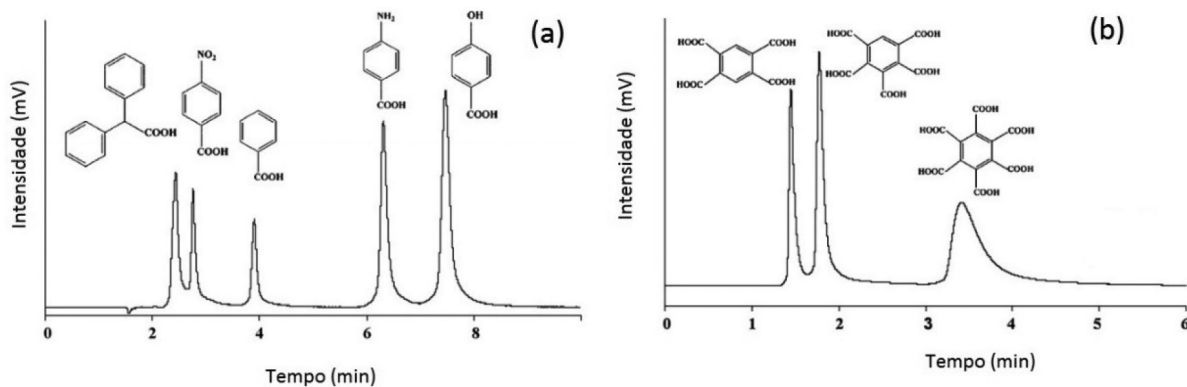 (a)
Intensidade (mV)
NO₂
COOH
COOH
COOH
NH₂
COOH
OH
COOH
0 2 4 6 8
Tempo (min)
(b)
Intensidade (mV)
HOOC COOH
HOOC COOH
HOOC COOH
HOOC COOH
COOH
COOH
HOOC COOH
HOOC COOH
COOH
0 1 2 3 4 5 6
Tempo (min)